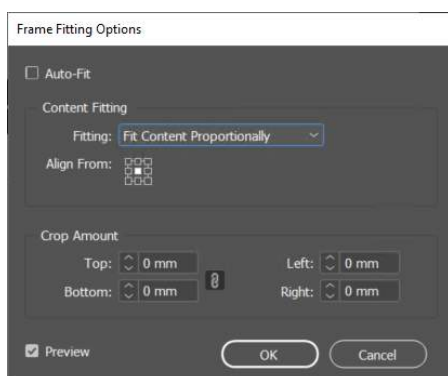 Frame Fitting Options
Auto-Fit
Content Fitting
Fitting: Fit Content Proportionally
Align From:
Crop Amount
Top: 0 mm Left: 0 mm
Bottom: 0 mm Right: 0 mm
Preview OK Cancel